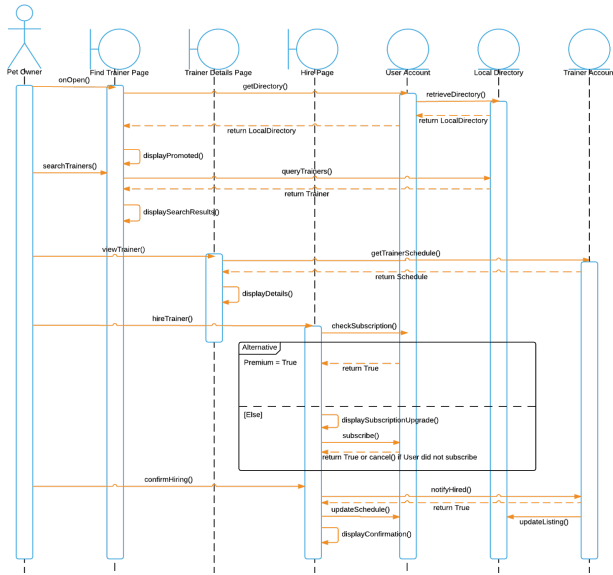 Pet Owner
Find Trainer Page
Trainer Details Page
Hire Page
User Account
Local Directory
Trainer Account
onOpen()
getDirectory()
retrieveDirectory()
return LocalDirectory
return LocalDirectory
displayPromoted()
searchTrainers()
queryTrainers()
return Trainer
displaySearchResults()
viewTrainer()
getTrainerSchedule()
return Schedule
displayDetails()
hireTrainer()
checkSubscription()
Alternative
Premium = True
return True
[Else]
displaySubscriptionUpgrade()
subscribe()
return True or cancel() if User did not subscribe
confirmHiring()
notifyHired()
return True
updateSchedule()
updateListing()
displayConfirmation()